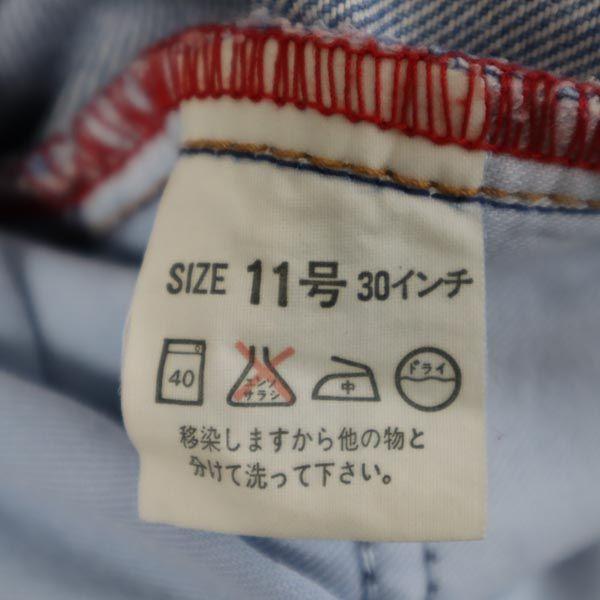 SIZE 11号 30インチ
40 エンソ サラシ 中 ドライ
移染しますから他の物と
分けて洗って下さい。